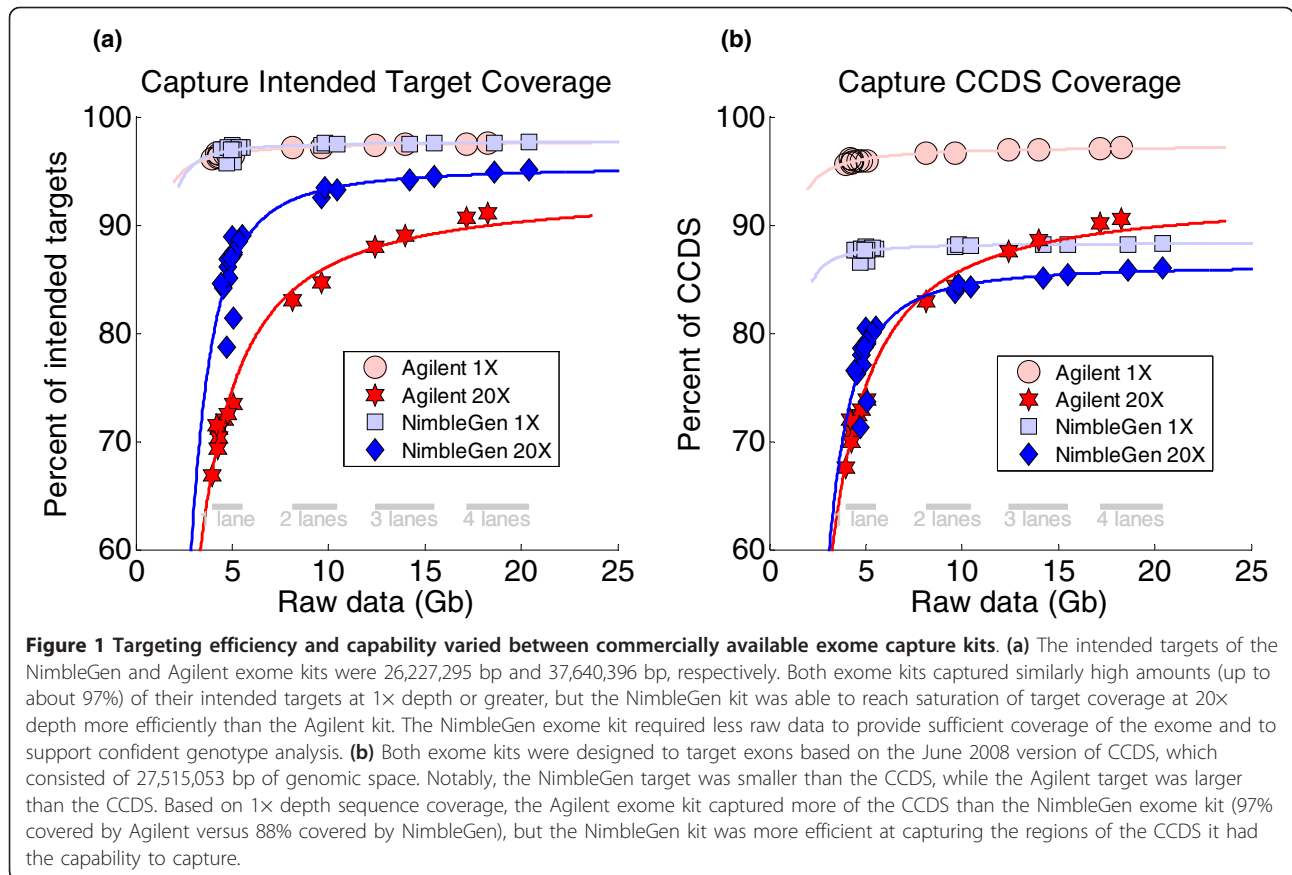 (a)
Capture Intended Target Coverage
100
90
80
70
60
Percent of intended targets
Agilent 1X
Agilent 20X
NimbleGen 1X
NimbleGen 20X
1 lane
2 lanes
3 lanes
4 lanes
0
5
10
15
20
25
Raw data (Gb)
(b)
Capture CCDS Coverage
100
90
80
70
60
Percent of CCDS
Agilent 1X
Agilent 20X
NimbleGen 1X
NimbleGen 20X
lane
2 lanes
3 lanes
4 lanes
0
5
10
15
20
25
Raw data (Gb)
Figure 1 Targeting efficiency and capability varied between commercially available exome capture kits. (a) The intended targets of the
NimbleGen and Agilent exome kits were 26,227,295 bp and 37,640,396 bp, respectively. Both exome kits captured similarly high amounts (up to
about 97%) of their intended targets at 1× depth or greater, but the NimbleGen kit was able to reach saturation of target coverage at 20×
depth more efficiently than the Agilent kit. The NimbleGen exome kit required less raw data to provide sufficient coverage of the exome and to
support confident genotype analysis. (b) Both exome kits were designed to target exons based on the June 2008 version of CCDS, which
consisted of 27,515,053 bp of genomic space. Notably, the NimbleGen target was smaller than the CCDS, while the Agilent target was larger
than the CCDS. Based on 1× depth sequence coverage, the Agilent exome kit captured more of the CCDS than the NimbleGen exome kit (97%
covered by Agilent versus 88% covered by NimbleGen), but the NimbleGen kit was more efficient at capturing the regions of the CCDS it had
the capability to capture.